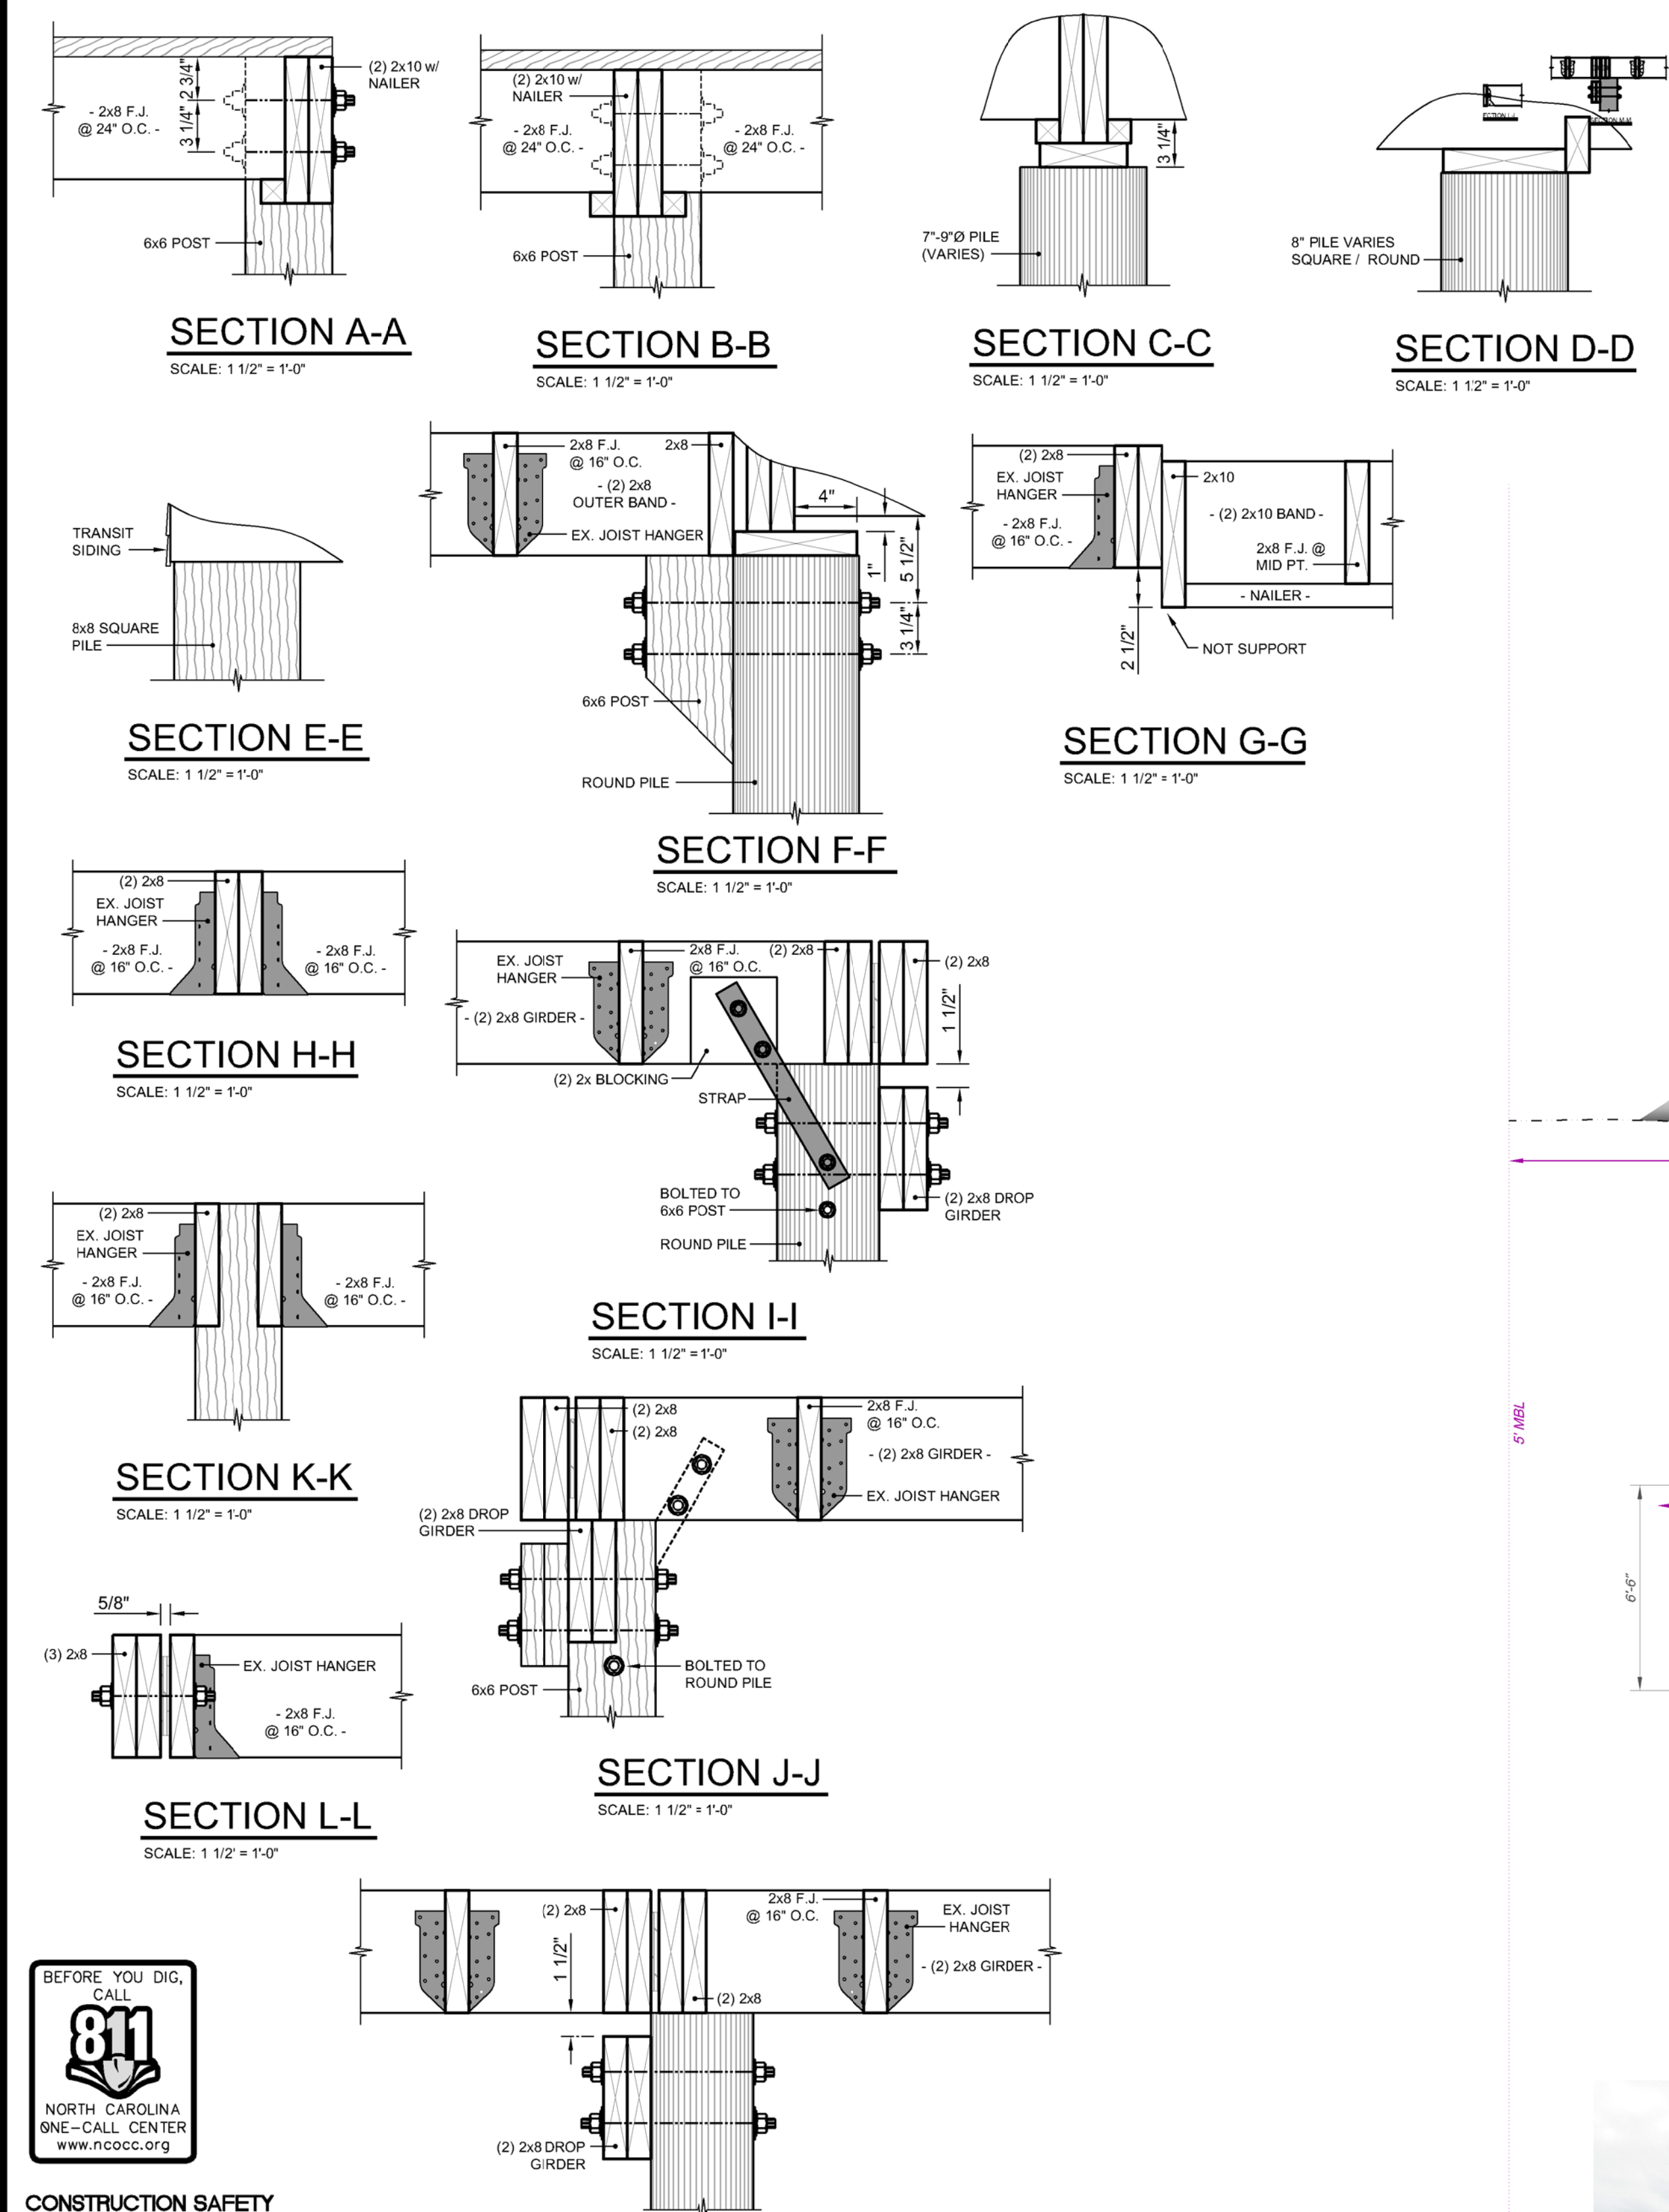 2 3/4"
3 1/4"
(2) 2x10 w/
NAILER
- 2x8 F.J.
@ 24" O.C. -
6x6 POST
SECTION A-A
SCALE: 1 1/2" = 1'-0"
(2) 2x10 w/
NAILER
- 2x8 F.J.
@ 24" O.C. -
- 2x8 F.J.
@ 24" O.C. -
6x6 POST
SECTION B-B
SCALE: 1 1/2" = 1'-0"
3 1/4"
7"-9"Ø PILE
(VARIES)
SECTION C-C
SCALE: 1 1/2" = 1'-0"
8" PILE VARIES
SQUARE / ROUND
SECTION D-D
SCALE: 1 1/2" = 1'-0"
TRANSIT
SIDING
8x8 SQUARE
PILE
SECTION E-E
SCALE: 1 1/2" = 1'-0"
2x8 F.J.
@ 16" O.C.
2x8
- (2) 2x8
OUTER BAND -
EX. JOIST HANGER
4"
1"
5 1/2"
3 1/4"
6x6 POST
ROUND PILE
SECTION F-F
SCALE: 1 1/2" = 1'-0"
(2) 2x8
EX. JOIST
HANGER
- 2x8 F.J.
@ 16" O.C. -
2x10
- (2) 2x10 BAND -
2x8 F.J. @
MID PT.
- NAILER -
2 1/2"
NOT SUPPORT
SECTION G-G
SCALE: 1 1/2" = 1'-0"
(2) 2x8
EX. JOIST
HANGER
- 2x8 F.J.
@ 16" O.C. -
- 2x8 F.J.
@ 16" O.C. -
SECTION H-H
SCALE: 1 1/2" = 1'-0"
EX. JOIST
HANGER
2x8 F.J.
@ 16" O.C.
(2) 2x8
(2) 2x8
- (2) 2x8 GIRDER -
1 1/2"
(2) 2x BLOCKING
STRAP
BOLTED TO
6x6 POST
ROUND PILE
(2) 2x8 DROP
GIRDER
SECTION I-I
SCALE: 1 1/2" = 1'-0"
(2) 2x8
EX. JOIST
HANGER
- 2x8 F.J.
@ 16" O.C. -
- 2x8 F.J.
@ 16" O.C. -
SECTION K-K
SCALE: 1 1/2" = 1'-0"
(2) 2x8
(2) 2x8
2x8 F.J.
@ 16" O.C.
- (2) 2x8 GIRDER -
EX. JOIST HANGER
(2) 2x8 DROP
GIRDER
BOLTED TO
ROUND PILE
6x6 POST
SECTION J-J
SCALE: 1 1/2" = 1'-0"
5/8"
(3) 2x8
EX. JOIST HANGER
- 2x8 F.J.
@ 16" O.C. -
SECTION L-L
SCALE: 1 1/2' = 1'-0"
(2) 2x8
1 1/2"
2x8 F.J.
@ 16" O.C.
EX. JOIST
HANGER
- (2) 2x8 GIRDER -
(2) 2x8
(2) 2x8 DROP
GIRDER
5' MBL
6'-6"
BEFORE YOU DIG,
CALL
811
NORTH CAROLINA
ONE-CALL CENTER
www.ncocc.org
CONSTRUCTION SAFETY